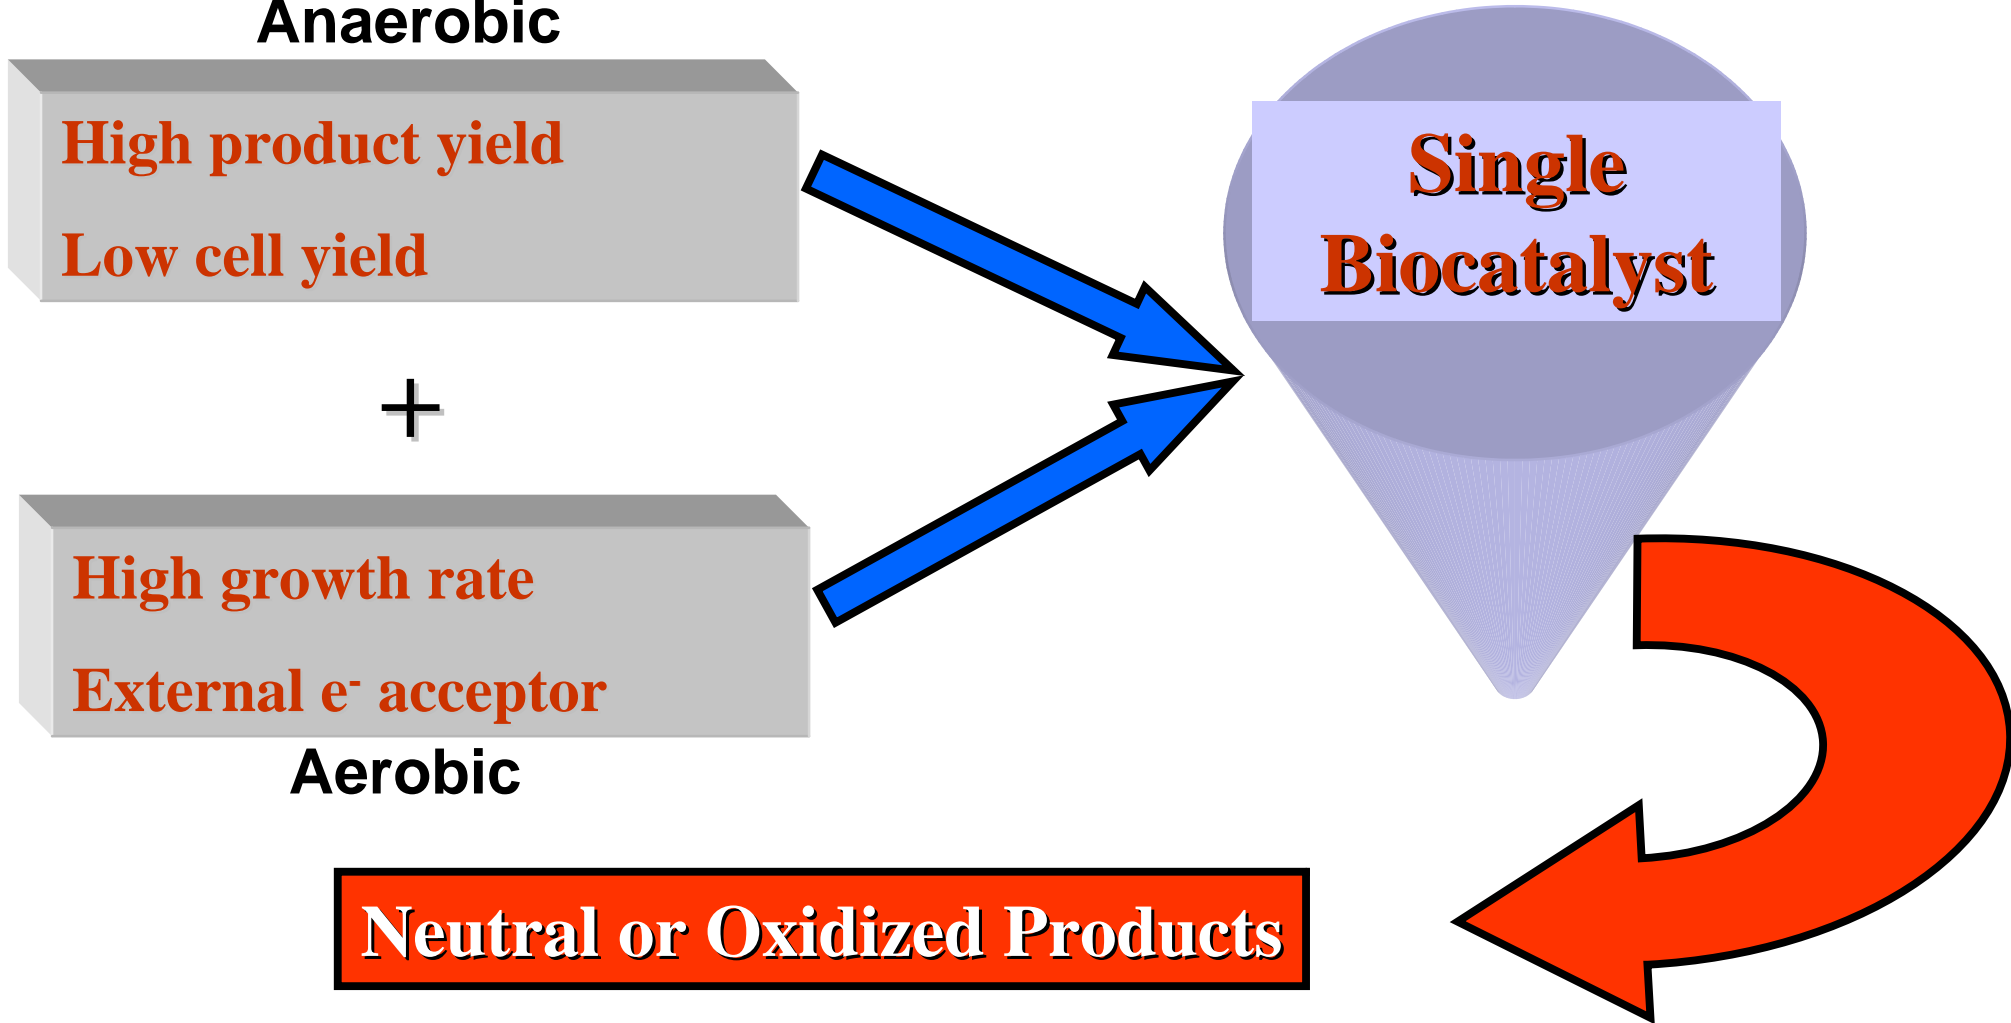 Anaerobic
High product yield
Low cell yield
+
High growth rate
External e⁻ acceptor
Aerobic
Single
Biocatalyst
Neutral or Oxidized Products